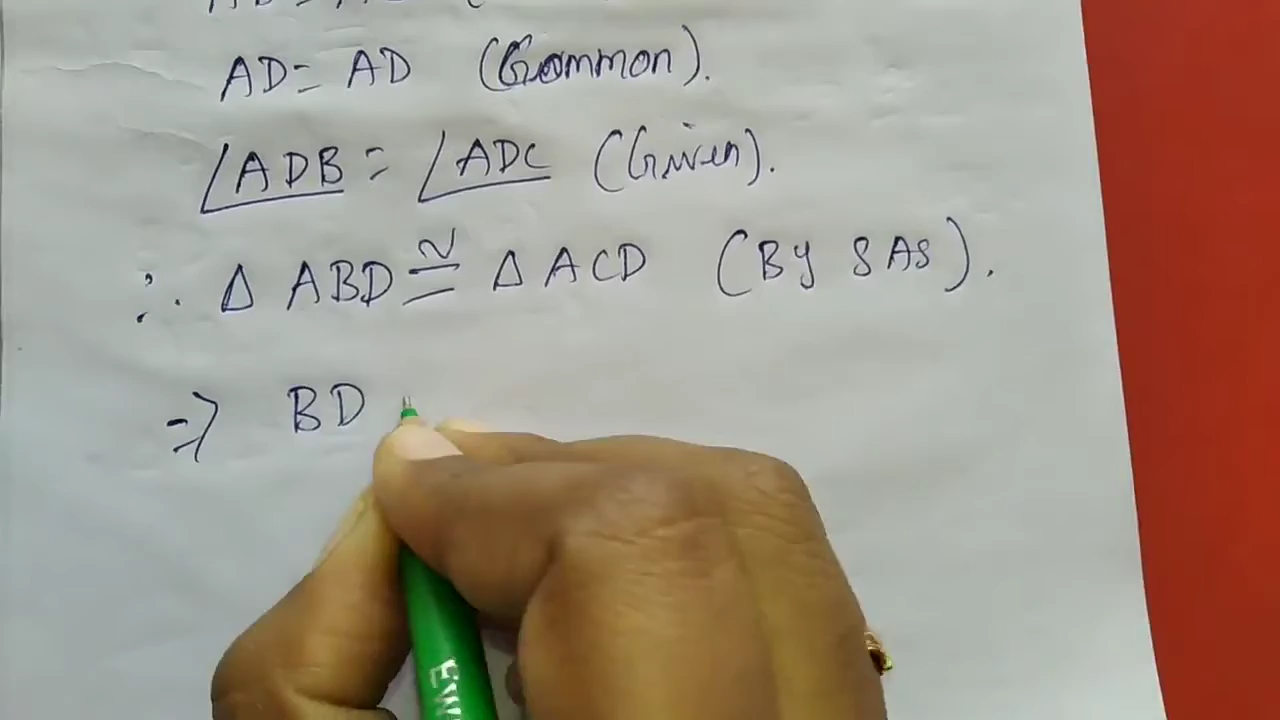 AD = AD (Common).
∠ADB = ∠ADC (Given).
∴ Δ ABD ≅ Δ ACD (By SAS).
⇒ BD